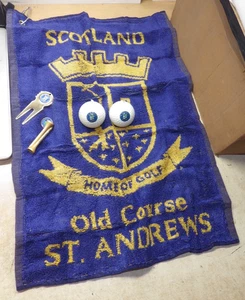 SCOTLAND
HOME OF GOLF
Old Course
ST. ANDREWS